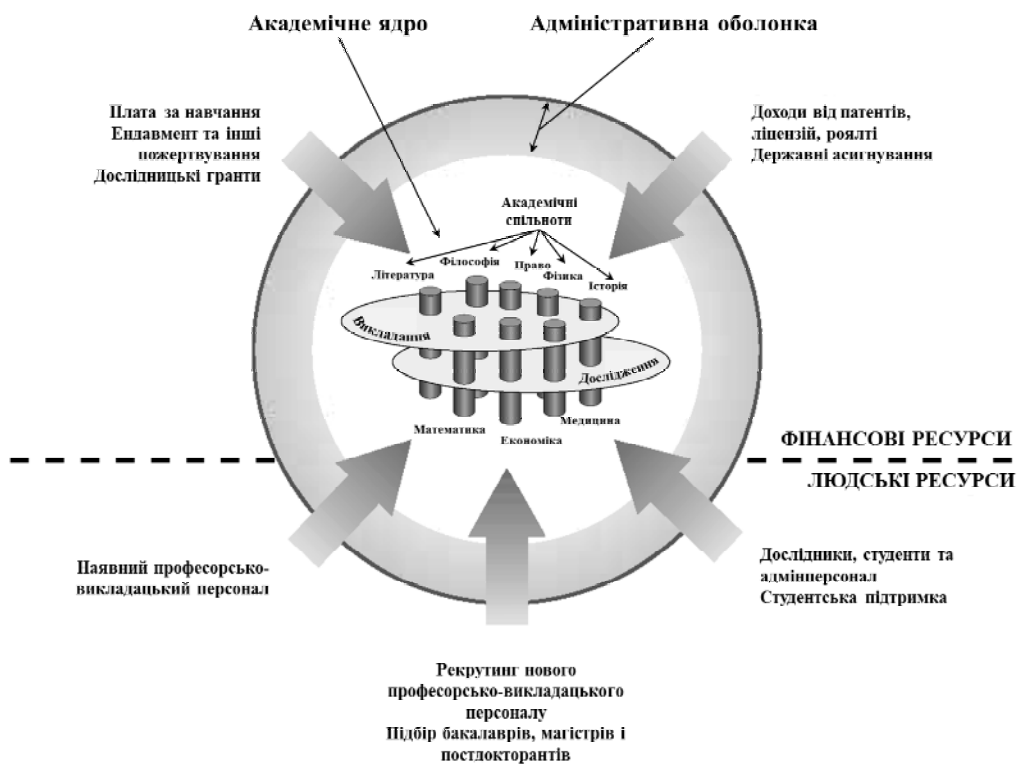 Академічне ядро
Адміністративна оболонка
Плата за навчання
Ендавмент та інші
пожертвування
Дослідницькі гранти
Доходи від патентів,
ліцензій, роялті
Державні асигнування
Академічні
спільноти
Література
Філософія
Право
Фізика
Історія
Викладання
Дослідження
Математика
Економіка
Медицина
ФІНАНСОВІ РЕСУРСИ
ЛЮДСЬКІ РЕСУРСИ
Наявний професорсько-
викладацький персонал
Дослідники, студенти та
адмінперсонал
Студентська підтримка
Рекрутинг нового
професорсько-викладацького
персоналу
Підбір бакалаврів, магістрів і
постдокторантів